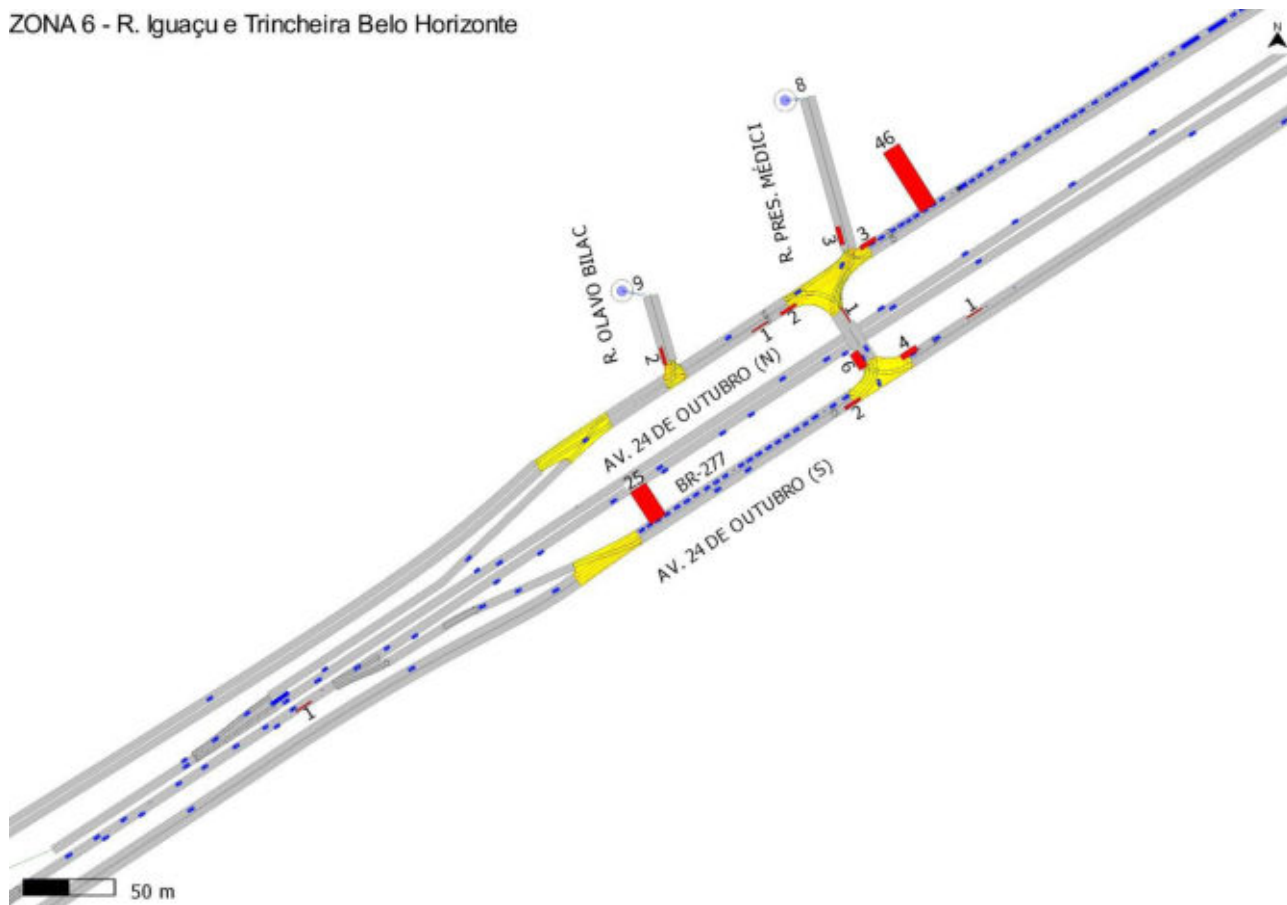 ZONA 6 - R. Iguaçu e Trincheira Belo Horizonte
N
8
R. PRES. MÉDICI
46
R. OLAVO BILAC
9
3
3
2
1
2
1
1
4
6
2
AV. 24 DE OUTUBRO (N)
BR-277
25
AV. 24 DE OUTUBRO (S)
1
50 m